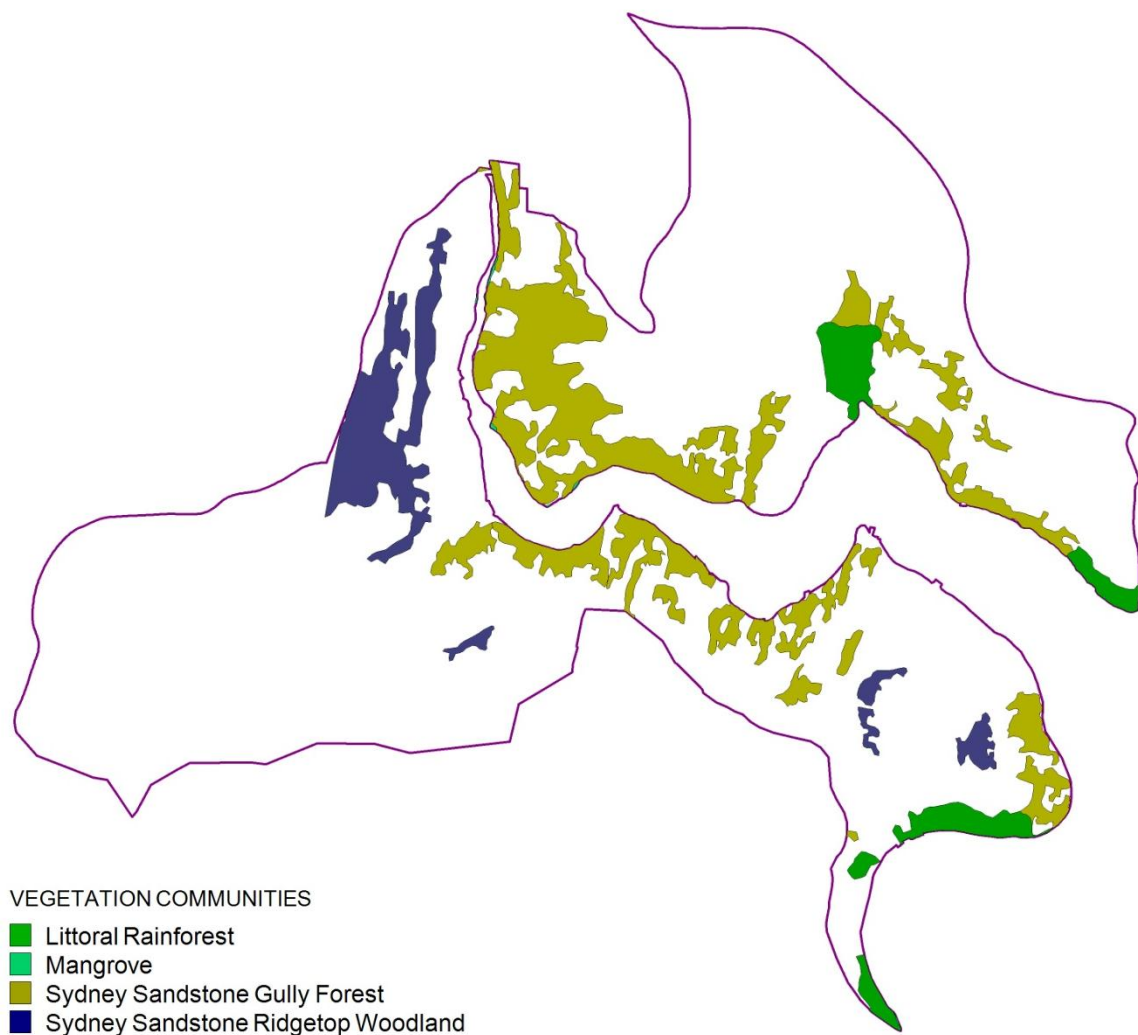 VEGETATION COMMUNITIES
Littoral Rainforest
Mangrove
Sydney Sandstone Gully Forest
Sydney Sandstone Ridgetop Woodland